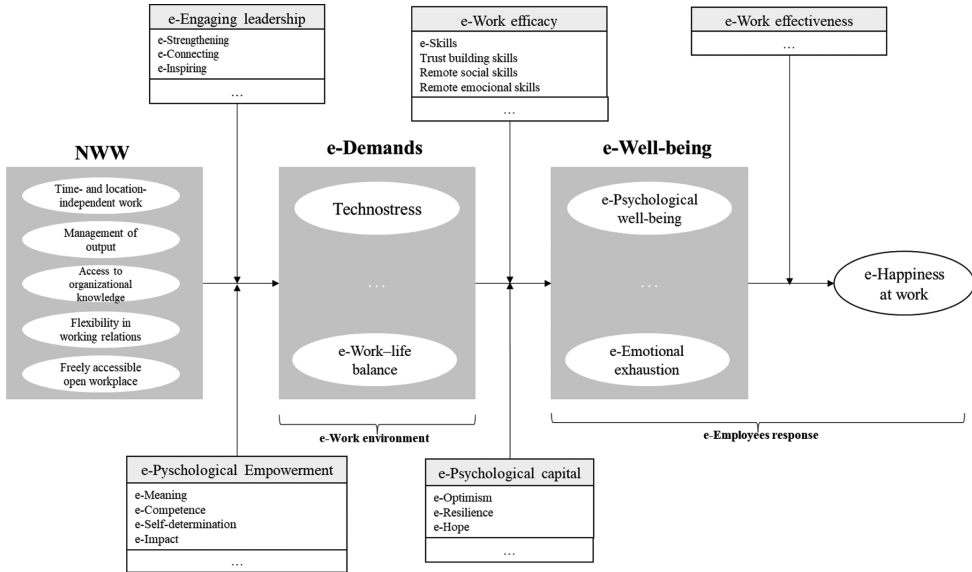 e-Engaging leadership
e-Strengthening
e-Connecting
e-Inspiring
…
e-Work efficacy
e-Skills
Trust building skills
Remote social skills
Remote emocional skills
…
e-Work effectiveness
…
NWW
Time- and location-
independent work
Management of
output
Access to
organizational
knowledge
Flexibility in
working relations
Freely accessible
open workplace
e-Demands
Technostress
…
e-Work–life
balance
e-Well-being
e-Psychological
well-being
…
e-Emotional
exhaustion
e-Happiness
at work
e-Work environment
e-Employees response
e-Pyschological Empowerment
e-Meaning
e-Competence
e-Self-determination
e-Impact
…
e-Psychological capital
e-Optimism
e-Resilience
e-Hope
…